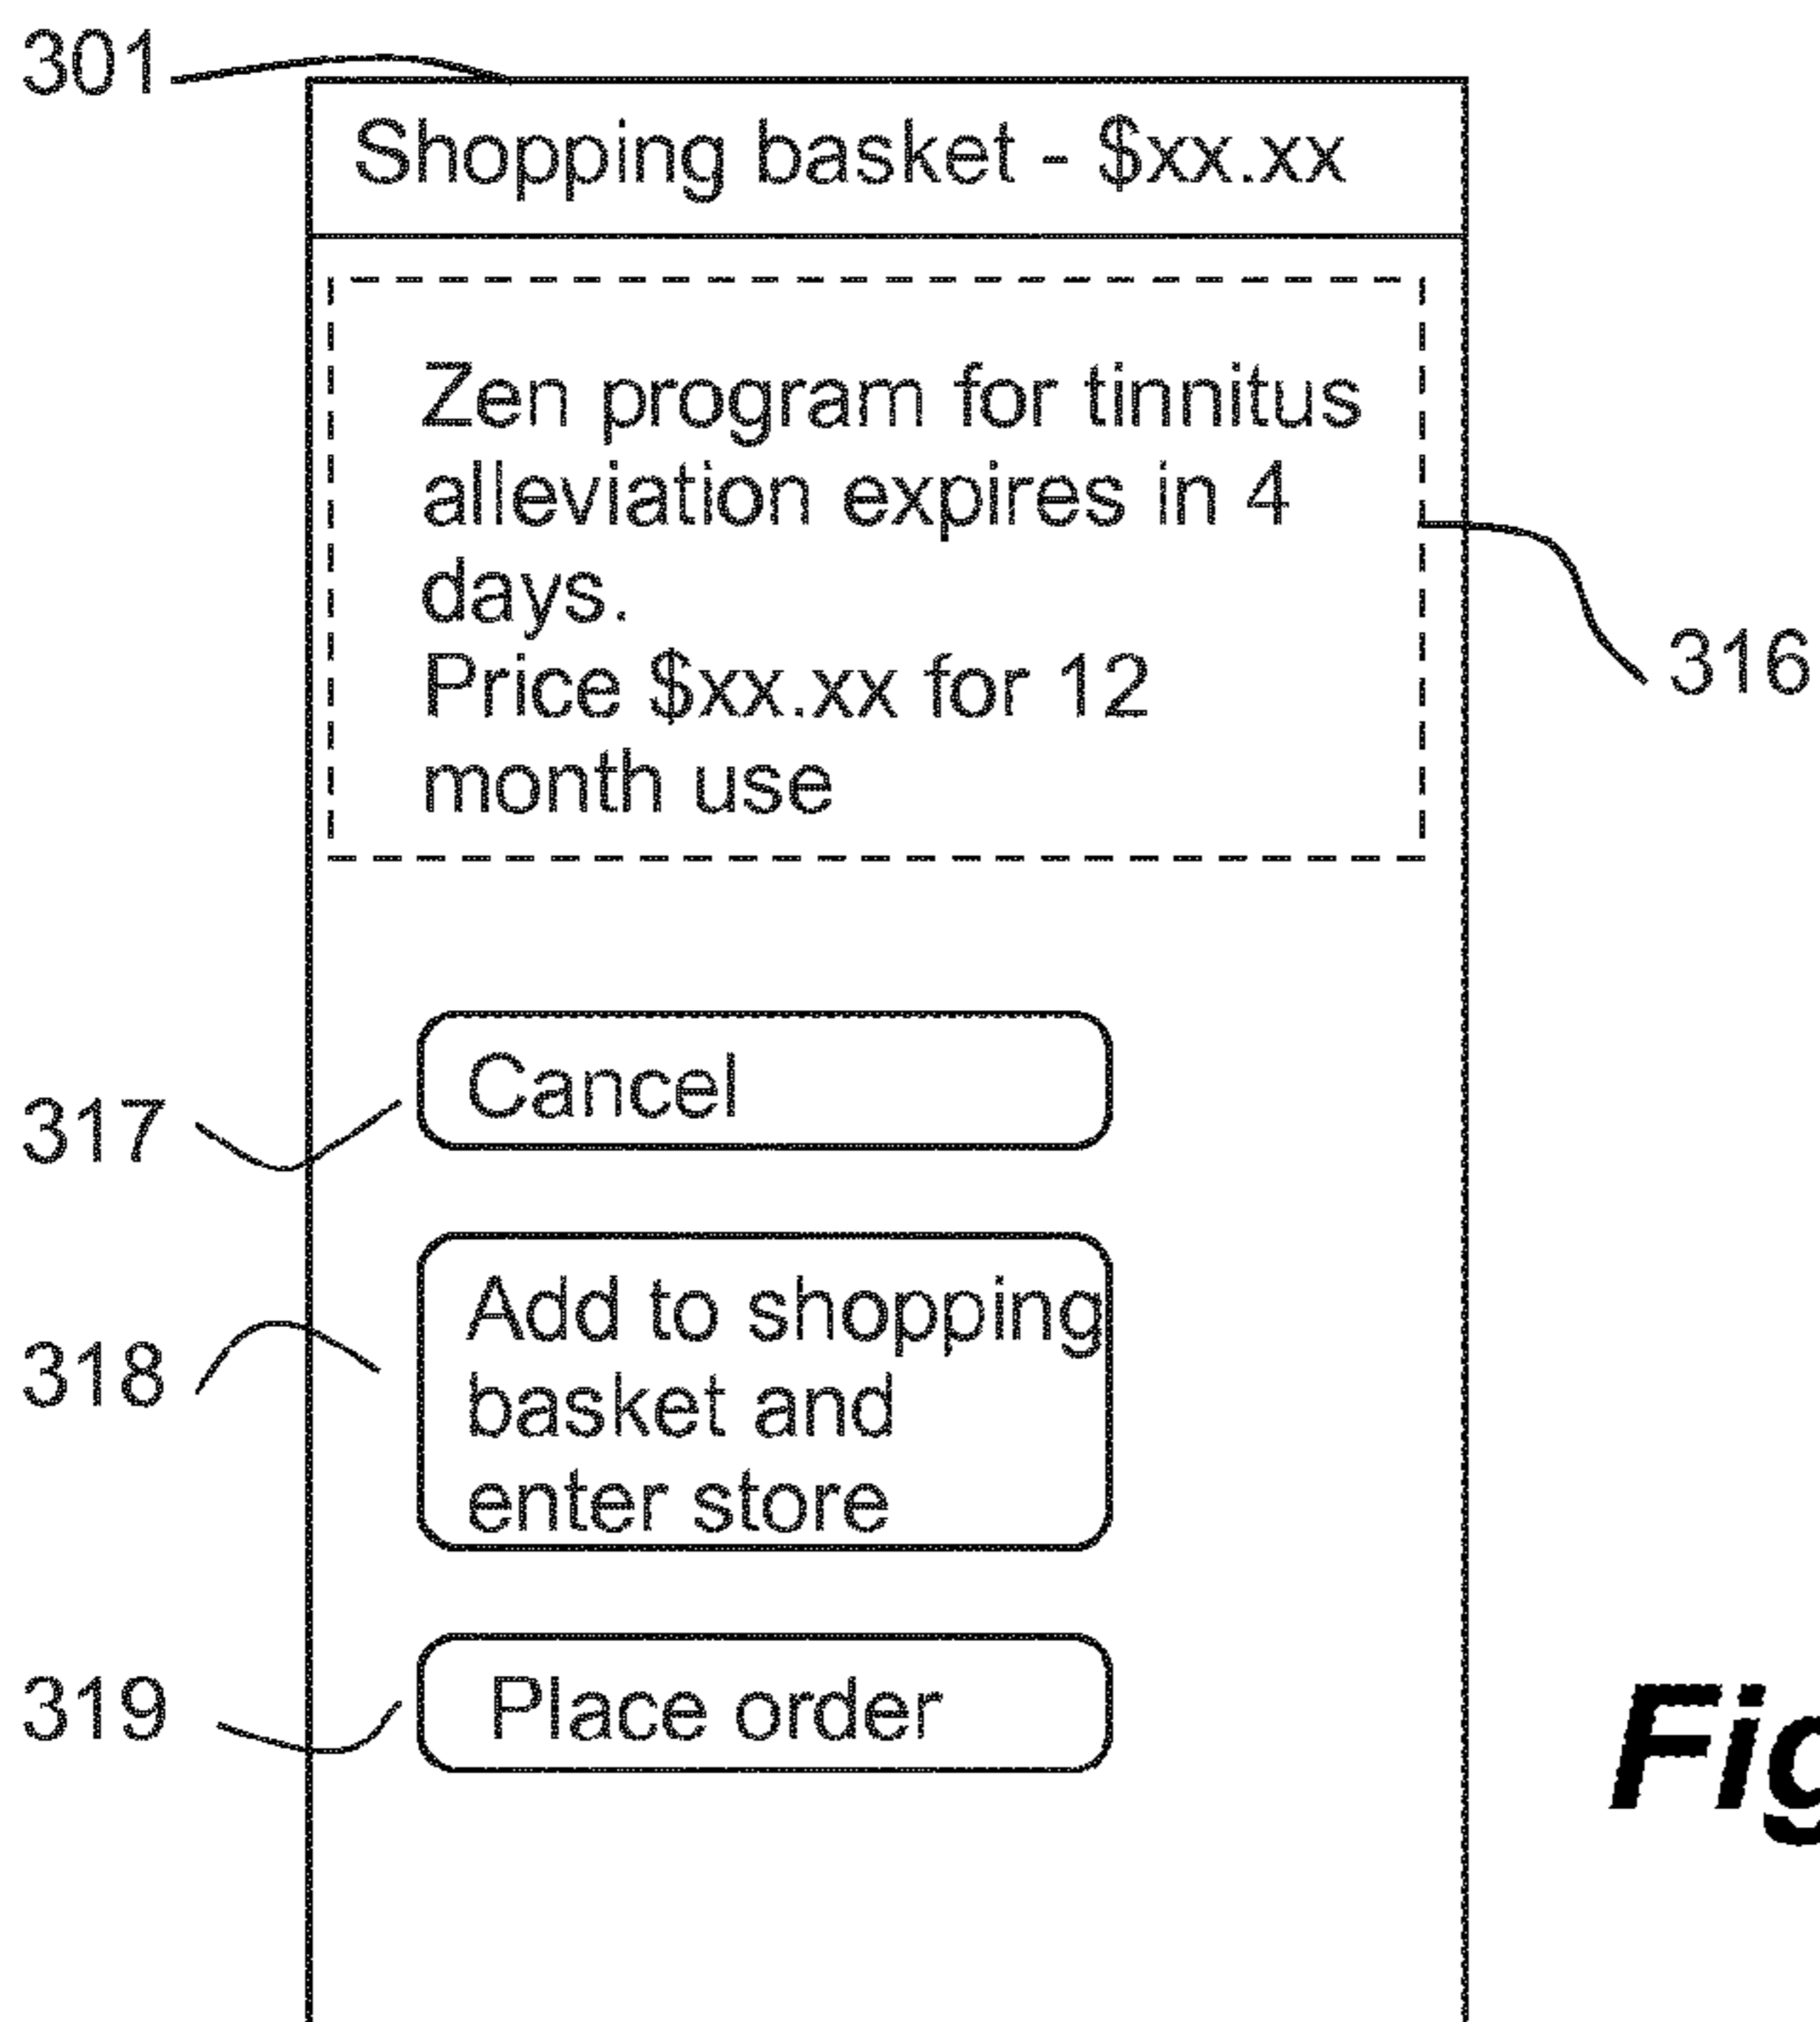 301
Shopping basket - $xx.xx
Zen program for tinnitus
alleviation expires in 4
days.
Price $xx.xx for 12
month use
316
Cancel
317
Add to shopping
basket and
enter store
318
Place order
319
Fig